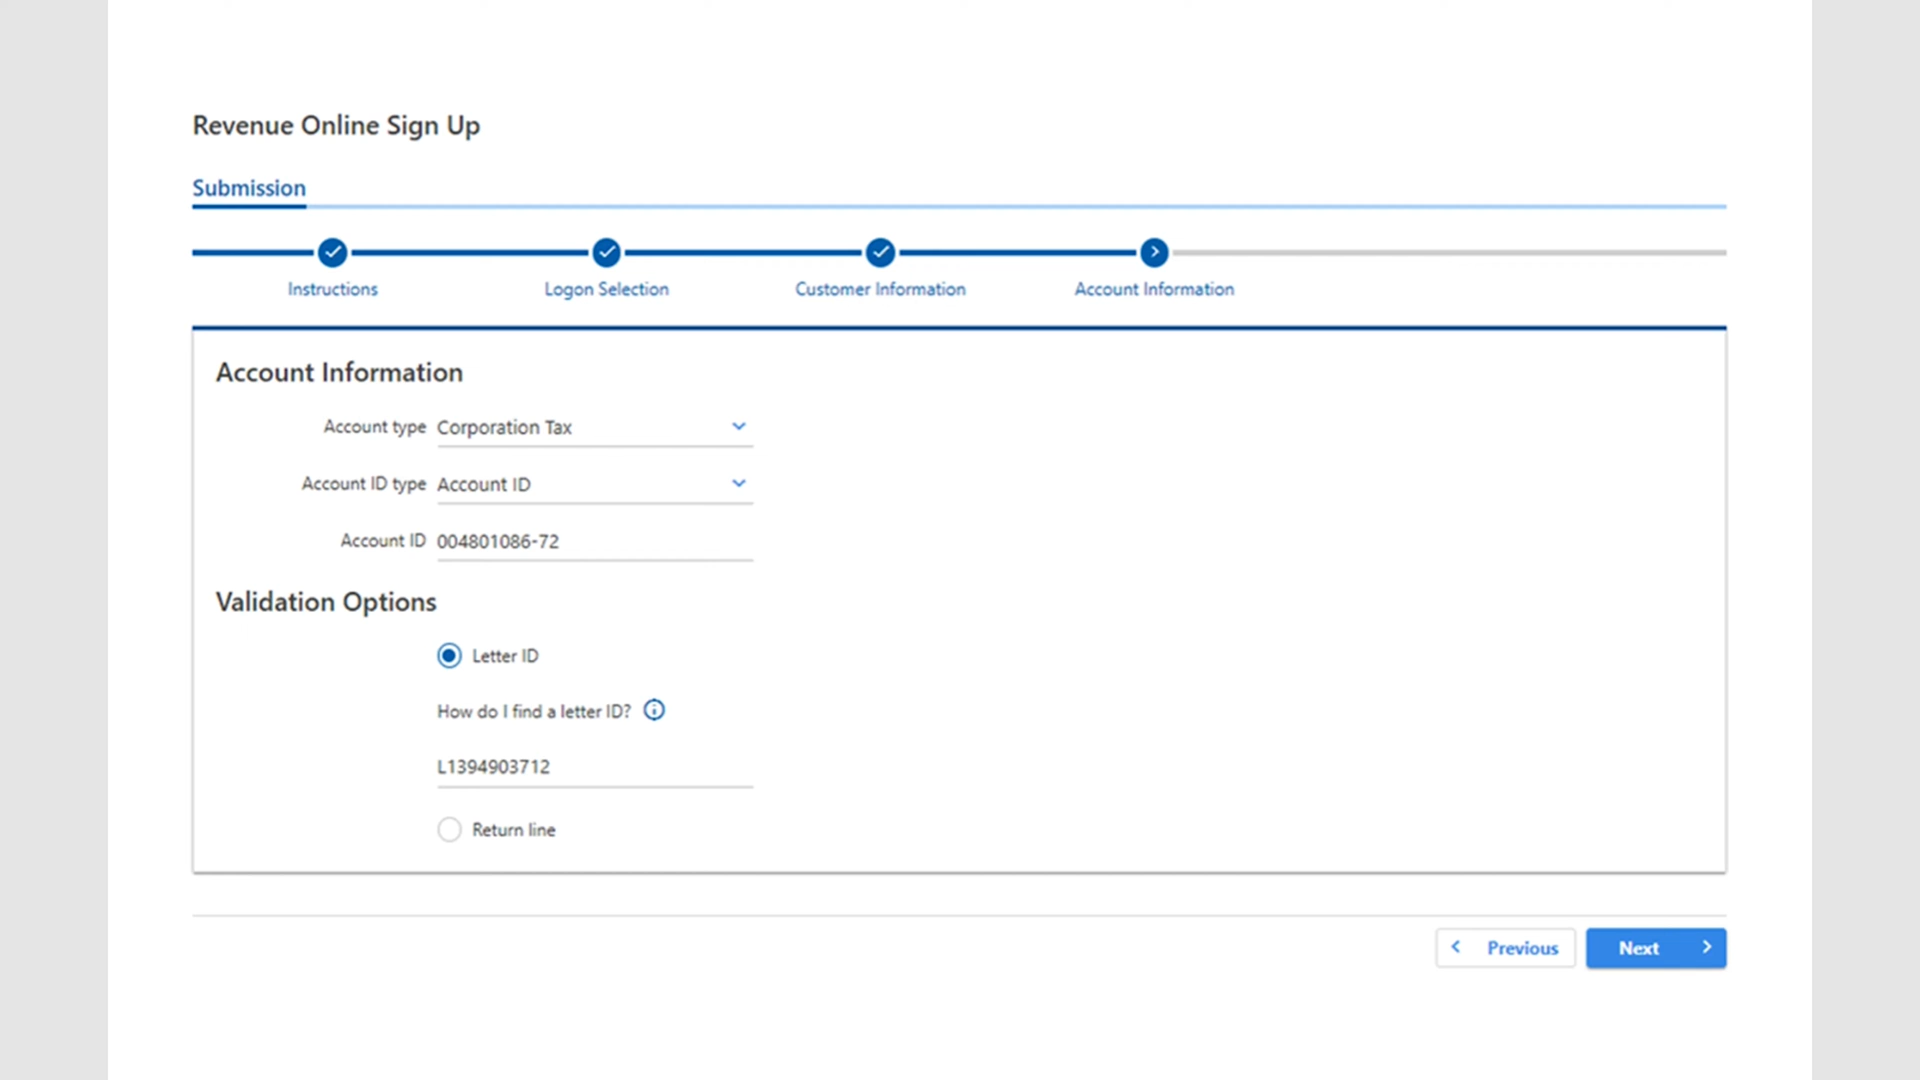 Revenue Online Sign Up
Submission
Instructions
Logon Selection
Customer Information
Account Information
Account Information
Account type Corporation Tax
Account ID type Account ID
Account ID 004801086-72
Validation Options
Letter ID
How do I find a letter ID?
L1394903712
Return line
Previous
Next